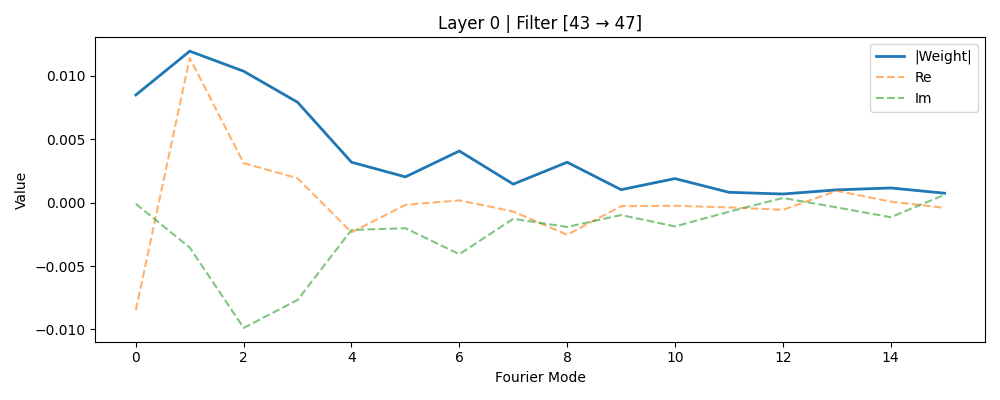 Layer 0 | Filter [43 → 47]
|Weight|
Re
Im
Value
0.010
0.005
0.000
−0.005
−0.010
0 2 4 6 8 10 12 14
Fourier Mode